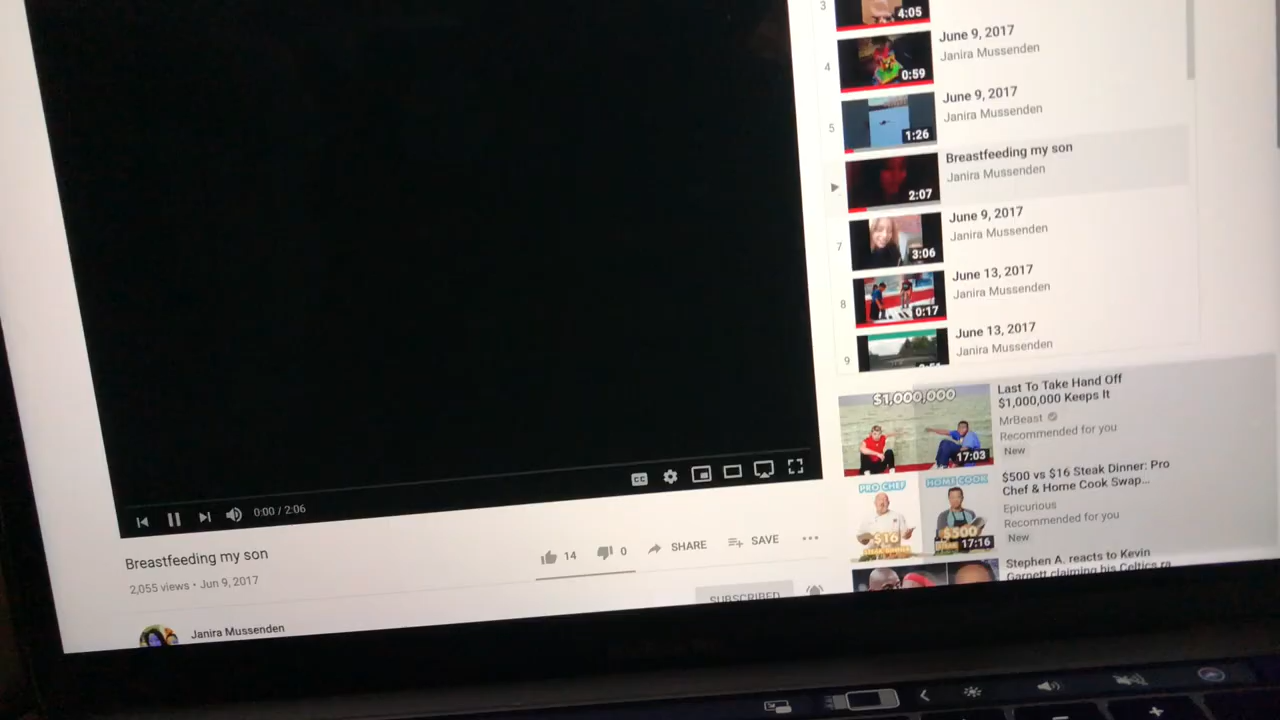 3
4:05
4
0:59
June 9, 2017
Janira Mussenden
5
1:26
June 9, 2017
Janira Mussenden
2:07
Breastfeeding my son
Janira Mussenden
7
3:06
June 9, 2017
Janira Mussenden
8
0:17
June 13, 2017
Janira Mussenden
9
June 13, 2017
Janira Mussenden
$1,000,000
17:03
Last To Take Hand Off
$1,000,000 Keeps It
MrBeast
Recommended for you
New
PRO CHEF
HOME COOK
$16
$500
17:16
$500 vs $16 Steak Dinner: Pro
Chef & Home Cook Swap...
Epicurious
Recommended for you
New
Stephen A. reacts to Kevin
Garnett claiming his Celtics ra
CC
0:00 / 2:06
Breastfeeding my son
2,055 views • Jun 9, 2017
14
0
SHARE
SAVE
SUBSCRIBED
Janira Mussenden